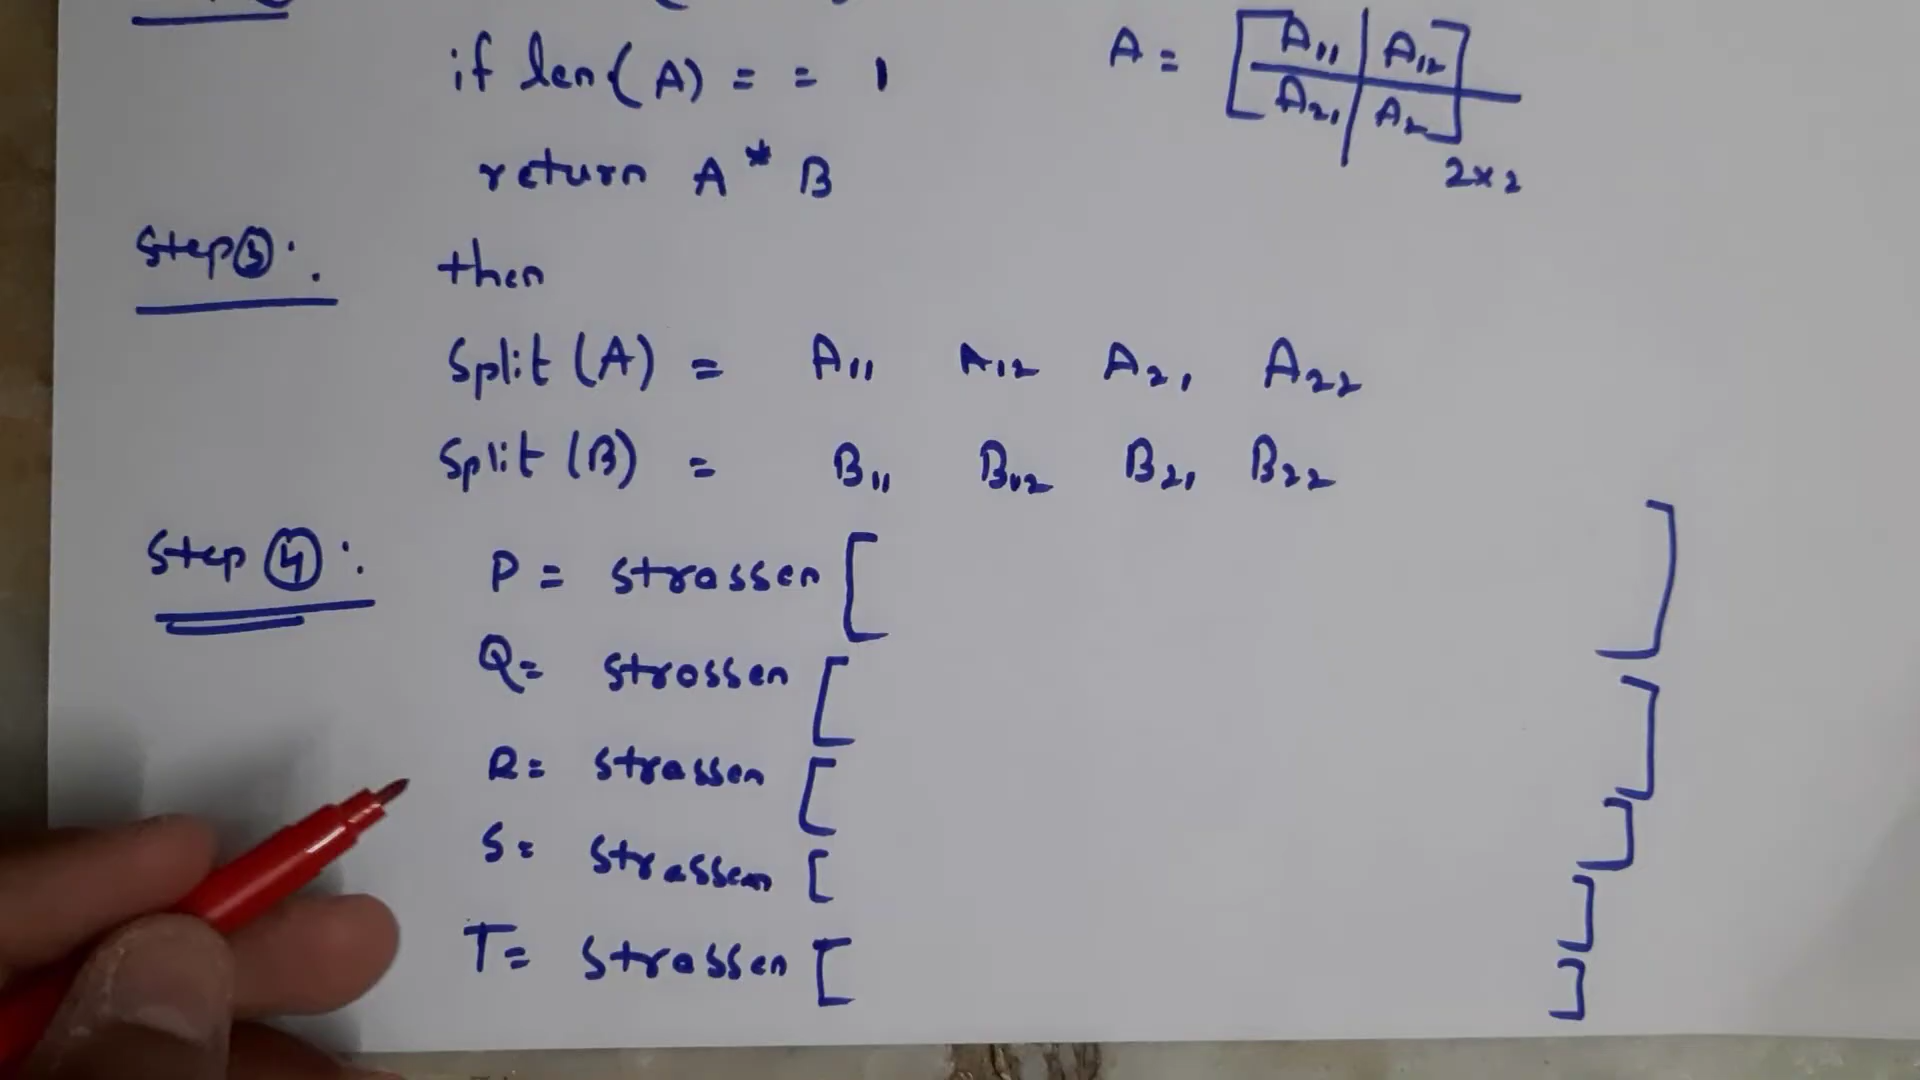 if len(A) = = 1
return A * B
A = [A11 A12
A21 A2]
2x2
Step 3:. then
Split (A) = A11 A12 A21 A22
Split (B) = B11 B12 B21 B22
Step 4: P = strassen [ ]
Q= strassen [ ]
R= strassen [ ]
S= strassen [ ]
T= strassen [ ]